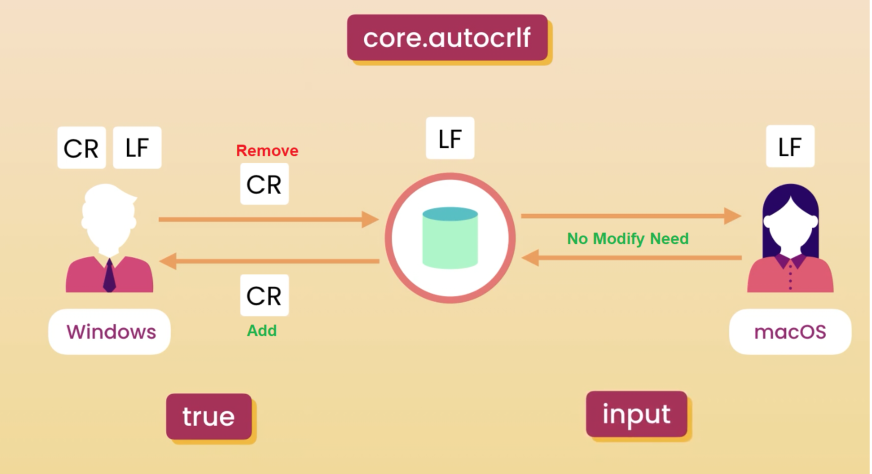 core.autocrlf
CR LF
Remove
CR
LF
LF
No Modify Need
CR
Add
Windows
macOS
true
input